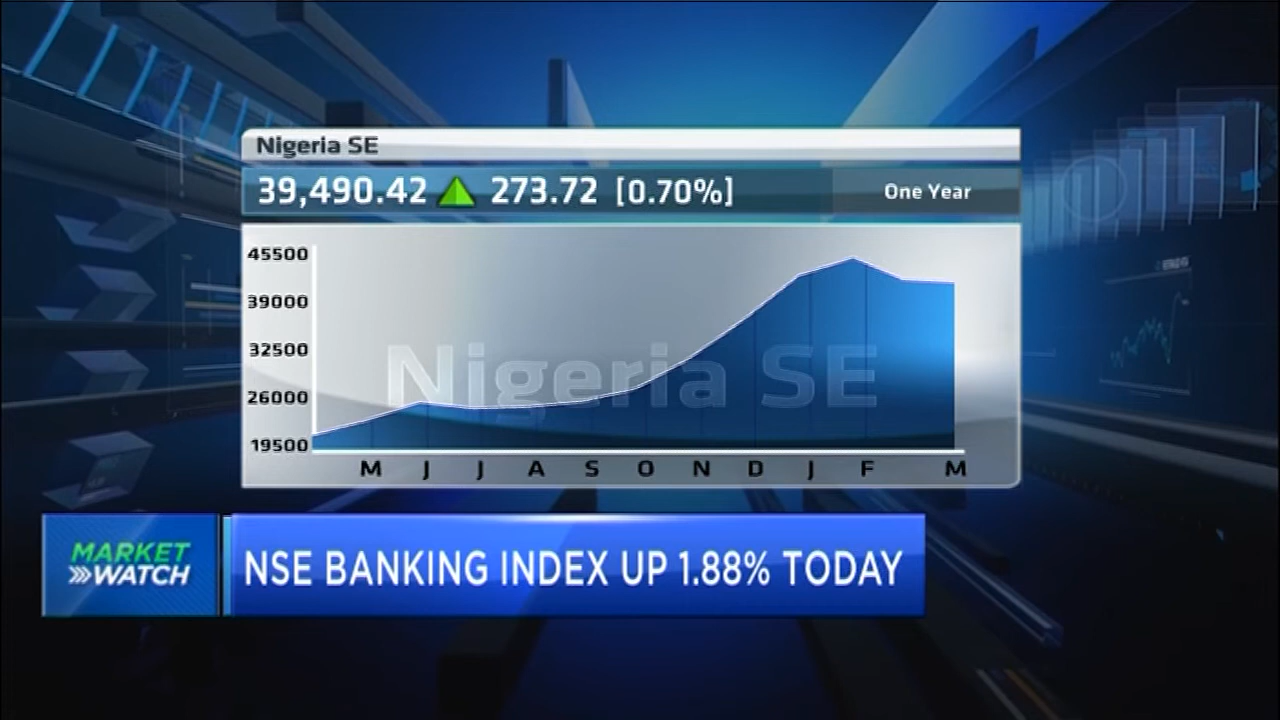 Nigeria SE
39,490.42 273.72 [0.70%] One Year
45500
39000
32500
26000
19500
Nigeria SE
M J J A S O N D J F M
MARKET
WATCH
NSE BANKING INDEX UP 1.88% TODAY